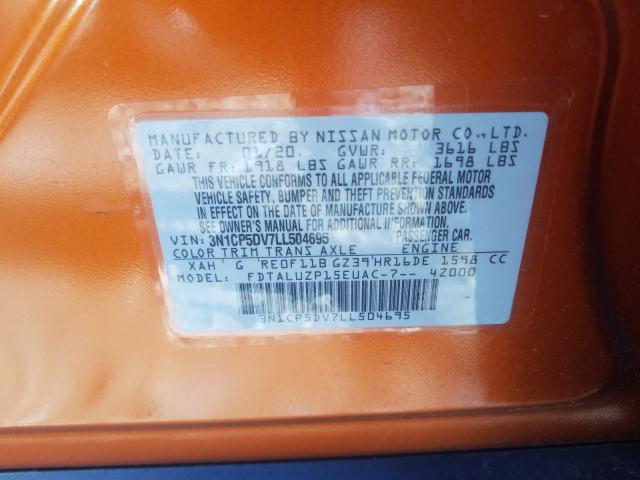 MANUFACTURED BY NISSAN MOTOR CO.,LTD.
DATE: 01/20. GVWR: 3616 LBS
GAWR FR: 1918 LBS GAWR RR: 1698 LBS
THIS VEHICLE CONFORMS TO ALL APPLICABLE FEDERAL MOTOR
VEHICLE SAFETY, BUMPER AND THEFT PREVENTION STANDARDS
IN EFFECT ON THE DATE OF MANUFACTURE SHOWN ABOVE.
SEE OWNER'S MANUAL FOR MORE INFORMATION.
VIN: 3N1CP5DV7LL504695 PASSENGER CAR
COLOR TRIM TRANS AXLE ENGINE
XAH G RE0F11B GZ39 HR16DE 1598 CC
MODEL: FDTALUZP15EUAC-7-- 4Z000
3N1CP5DV7LL504695